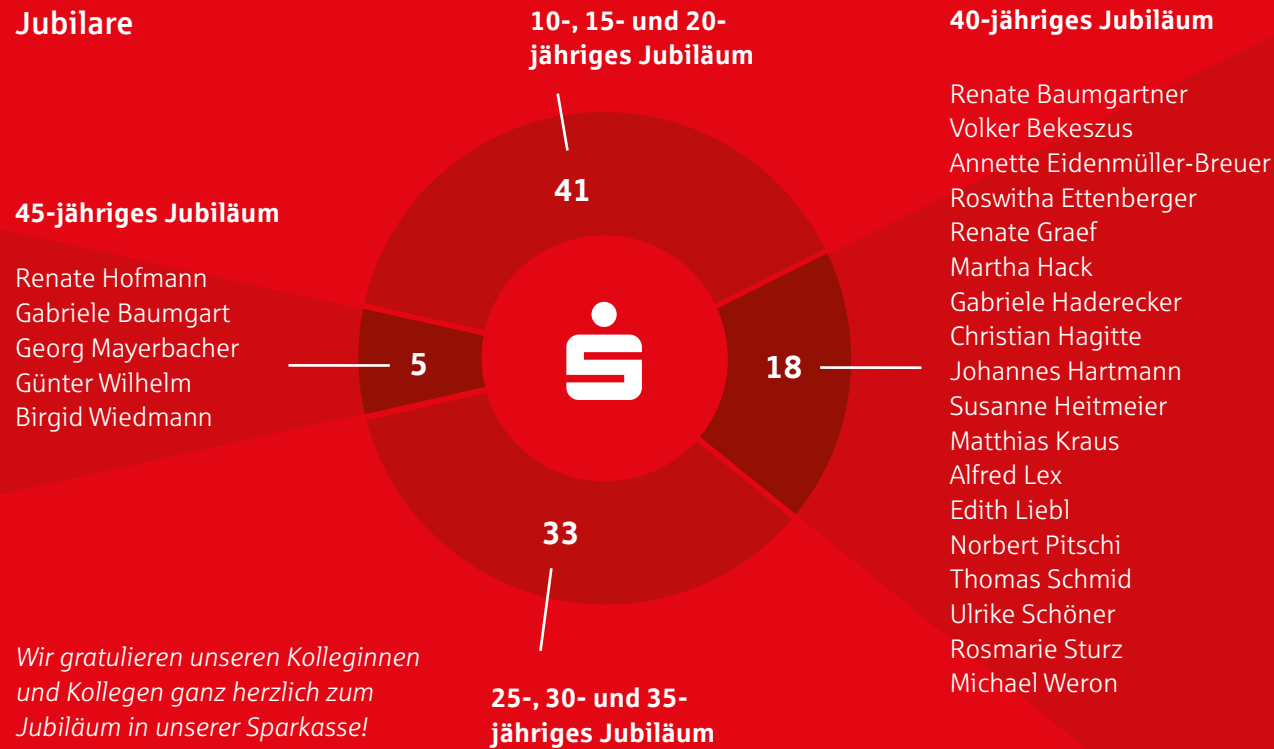 Jubilare
10-, 15- und 20-
jähriges Jubiläum
41
45-jähriges Jubiläum
Renate Hofmann
Gabriele Baumgart
Georg Mayerbacher
Günter Wilhelm
Birgid Wiedmann
5
18
40-jähriges Jubiläum
Renate Baumgartner
Volker Bekeszus
Annette Eidenmüller-Breuer
Roswitha Ettenberger
Renate Graef
Martha Hack
Gabriele Haderecker
Christian Hagitte
Johannes Hartmann
Susanne Heitmeier
Matthias Kraus
Alfred Lex
Edith Liebl
Norbert Pitschi
Thomas Schmid
Ulrike Schöner
Rosmarie Sturz
Michael Weron
33
25-, 30- und 35-
jähriges Jubiläum
Wir gratulieren unseren Kolleginnen
und Kollegen ganz herzlich zum
Jubiläum in unserer Sparkasse!